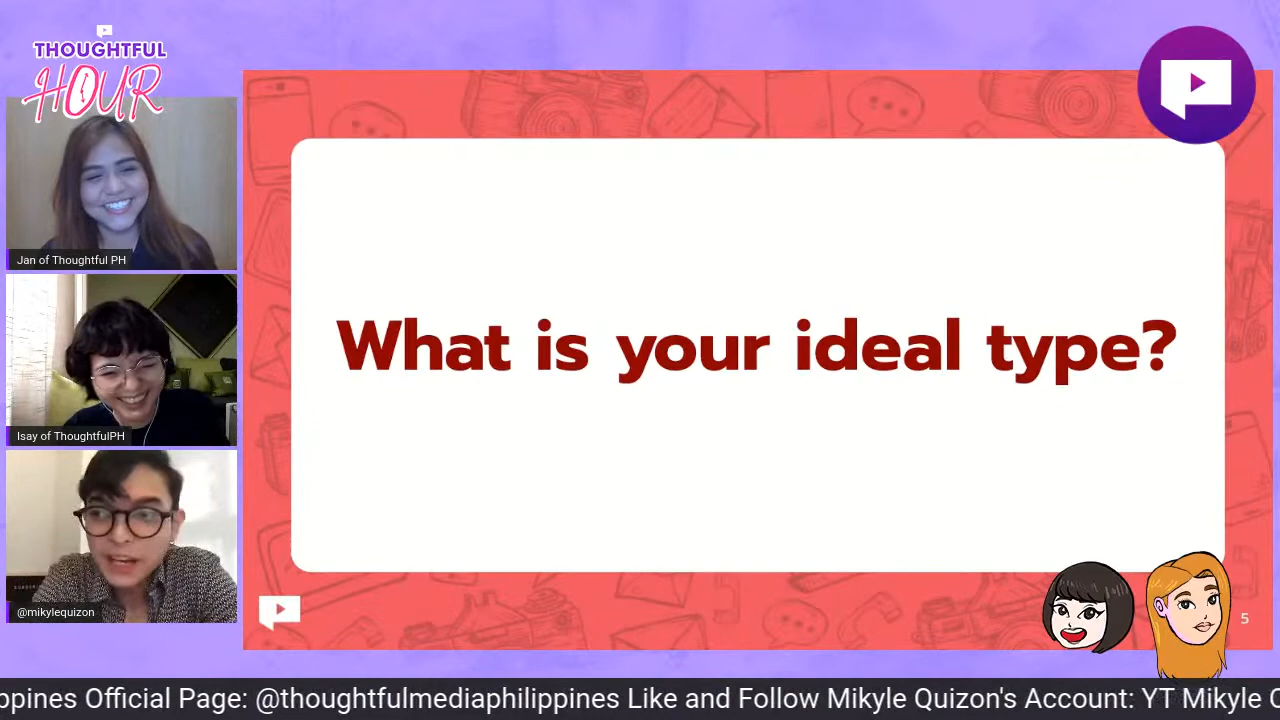 THOUGHTFUL
HOUR
Jan of Thoughtful PH
Isay of ThoughtfulPH
@mikylequizon
What is your ideal type?
5
ppines Official Page: @thoughtfulmediaphilippines Like and Follow Mikyle Quizon's Account: YT Mikyle